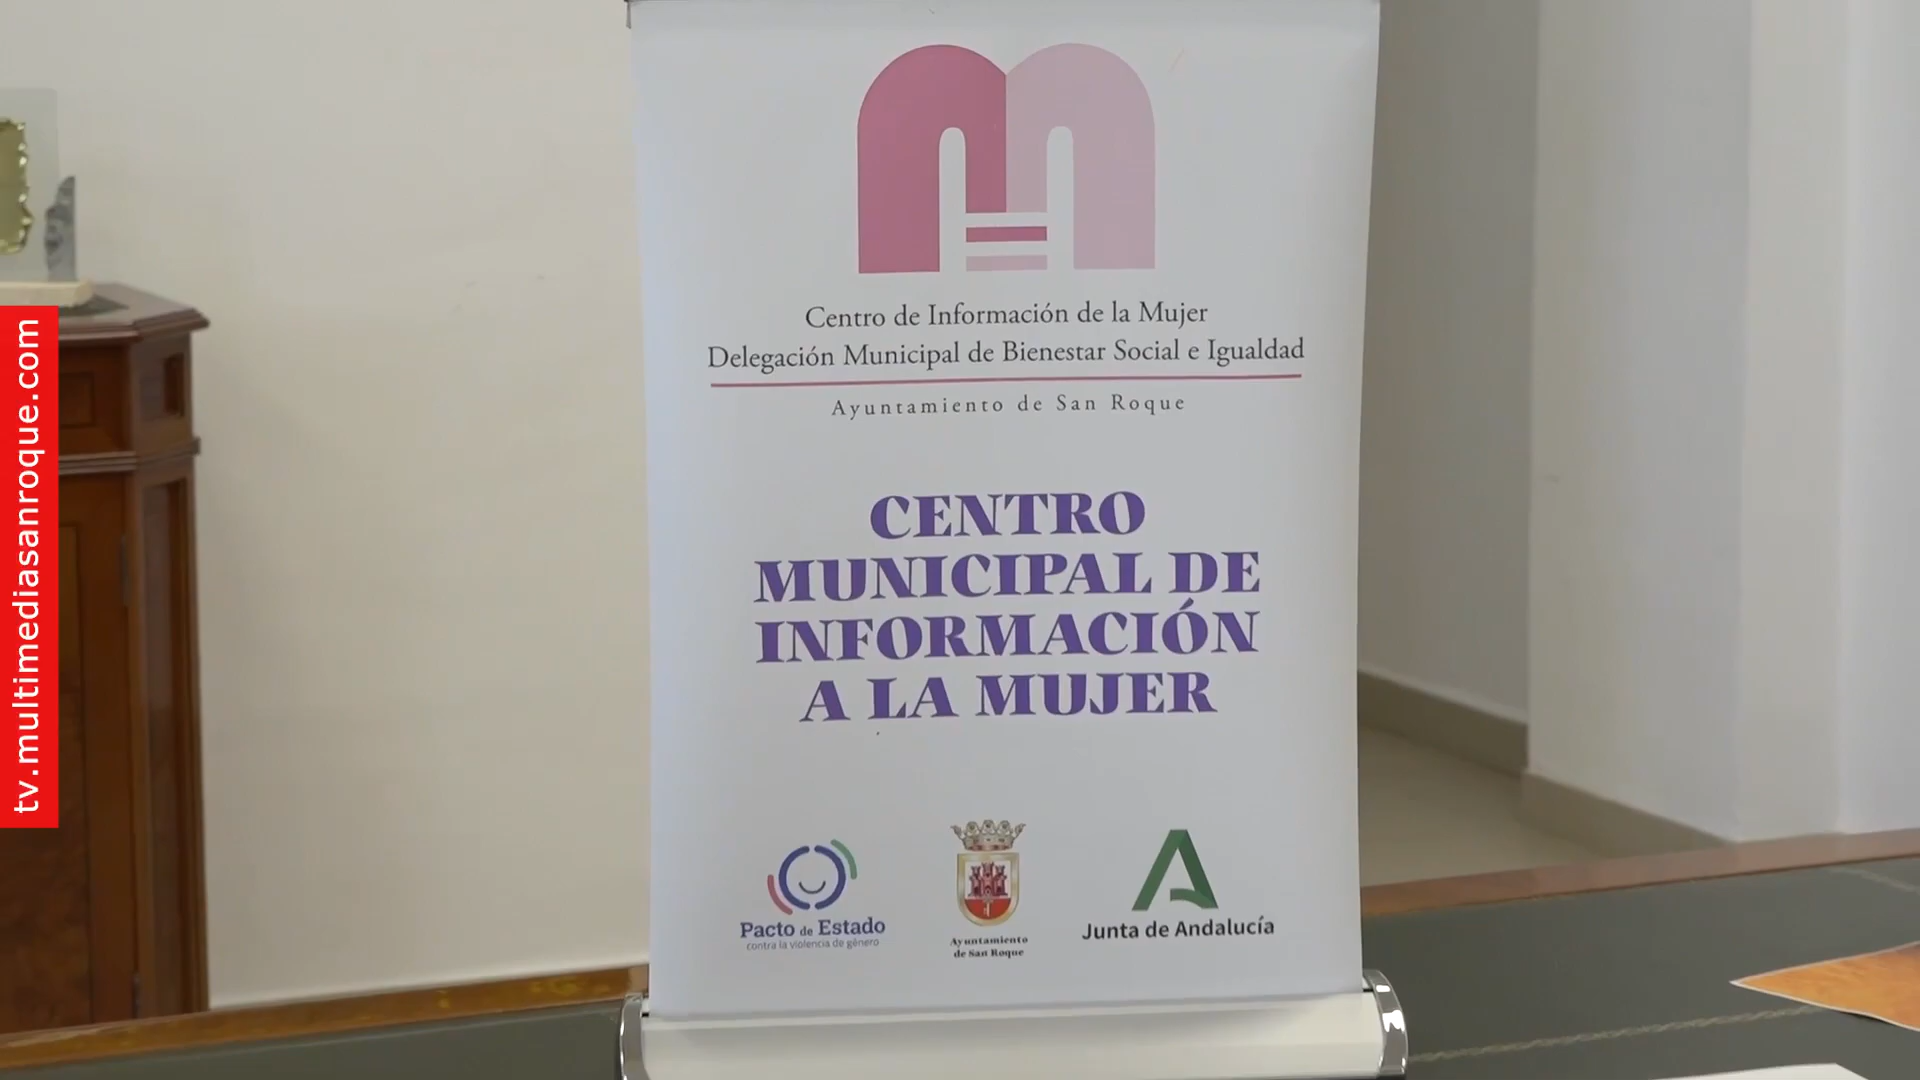 Centro de Información de la Mujer
Delegación Municipal de Bienestar Social e Igualdad
Ayuntamiento de San Roque
CENTRO
MUNICIPAL DE
INFORMACIÓN
A LA MUJER
Pacto de Estado
contra la violencia de género
Ayuntamiento
de San Roque
Junta de Andalucía
tv.multimediasanroque.com